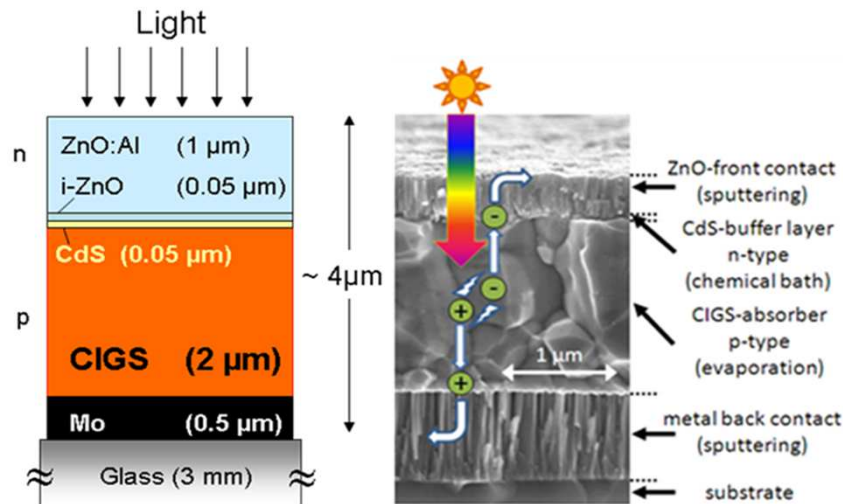 Light
n
ZnO:Al (1 µm)
i-ZnO (0.05 µm)
CdS (0.05 µm)
p
CIGS (2 µm)
Mo (0.5 µm)
Glass (3 mm)
~ 4µm
1 µm
ZnO-front contact
(sputtering)
CdS-buffer layer
n-type
(chemical bath)
CIGS-absorber
p-type
(evaporation)
metal back contact
(sputtering)
substrate